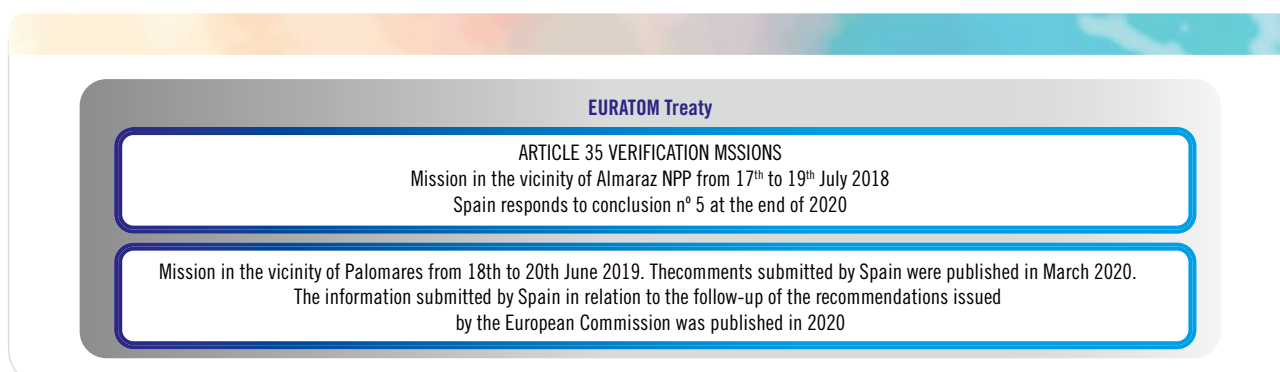 EURATOM Treaty
ARTICLE 35 VERIFICATION MSSIONS
Mission in the vicinity of Almaraz NPP from 17th to 19th July 2018
Spain responds to conclusion nº 5 at the end of 2020
Mission in the vicinity of Palomares from 18th to 20th June 2019. Thecomments submitted by Spain were published in March 2020.
The information submitted by Spain in relation to the follow-up of the recommendations issued
by the European Commission was published in 2020